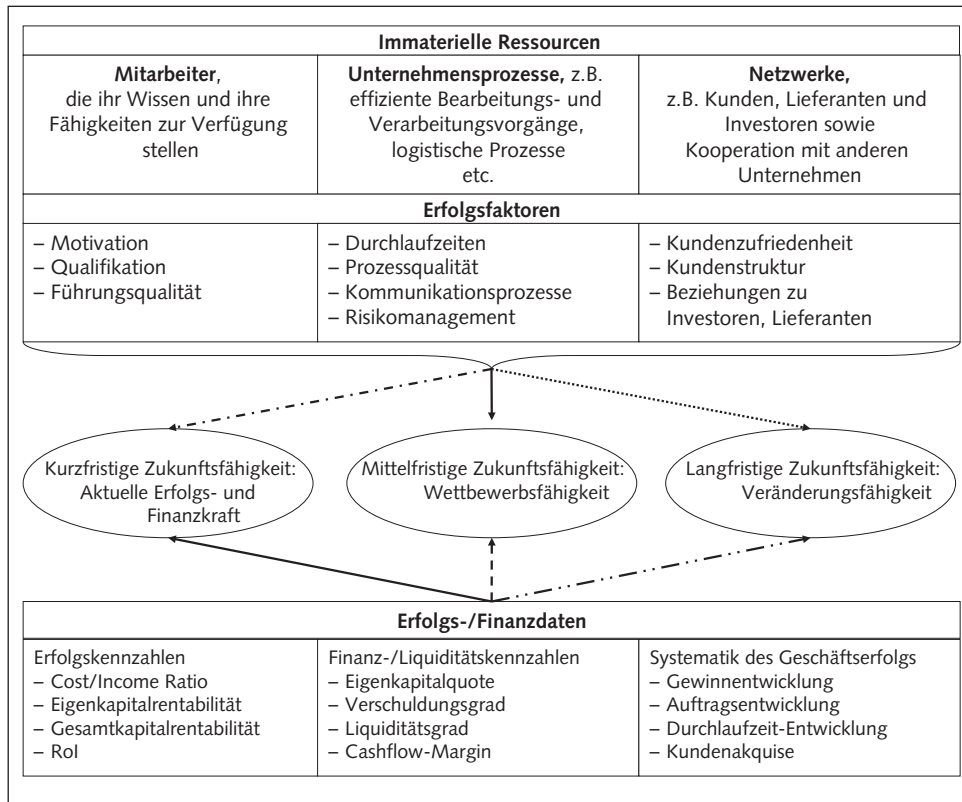 Immaterielle Ressourcen
Mitarbeiter,
die ihr Wissen und ihre
Fähigkeiten zur Verfügung
stellen
Unternehmensprozesse, z.B.
effiziente Bearbeitungs- und
Verarbeitungsvorgänge,
logistische Prozesse
etc.
Netzwerke,
z.B. Kunden, Lieferanten und
Investoren sowie
Kooperation mit anderen
Unternehmen
Erfolgsfaktoren
– Motivation
– Qualifikation
– Führungsqualität
– Durchlaufzeiten
– Prozessqualität
– Kommunikationsprozesse
– Risikomanagement
– Kundenzufriedenheit
– Kundenstruktur
– Beziehungen zu
Investoren, Lieferanten
Kurzfristige Zukunftsfähigkeit:
Aktuelle Erfolgs- und
Finanzkraft
Mittelfristige Zukunftsfähigkeit:
Wettbewerbsfähigkeit
Langfristige Zukunftsfähigkeit:
Veränderungsfähigkeit
Erfolgs-/Finanzdaten
Erfolgskennzahlen
– Cost/Income Ratio
– Eigenkapitalrentabilität
– Gesamtkapitalrentabilität
– RoI
Finanz-/Liquiditätskennzahlen
– Eigenkapitalquote
– Verschuldungsgrad
– Liquiditätsgrad
– Cashflow-Margin
Systematik des Geschäftserfolgs
– Gewinnentwicklung
– Auftragsentwicklung
– Durchlaufzeit-Entwicklung
– Kundenakquise